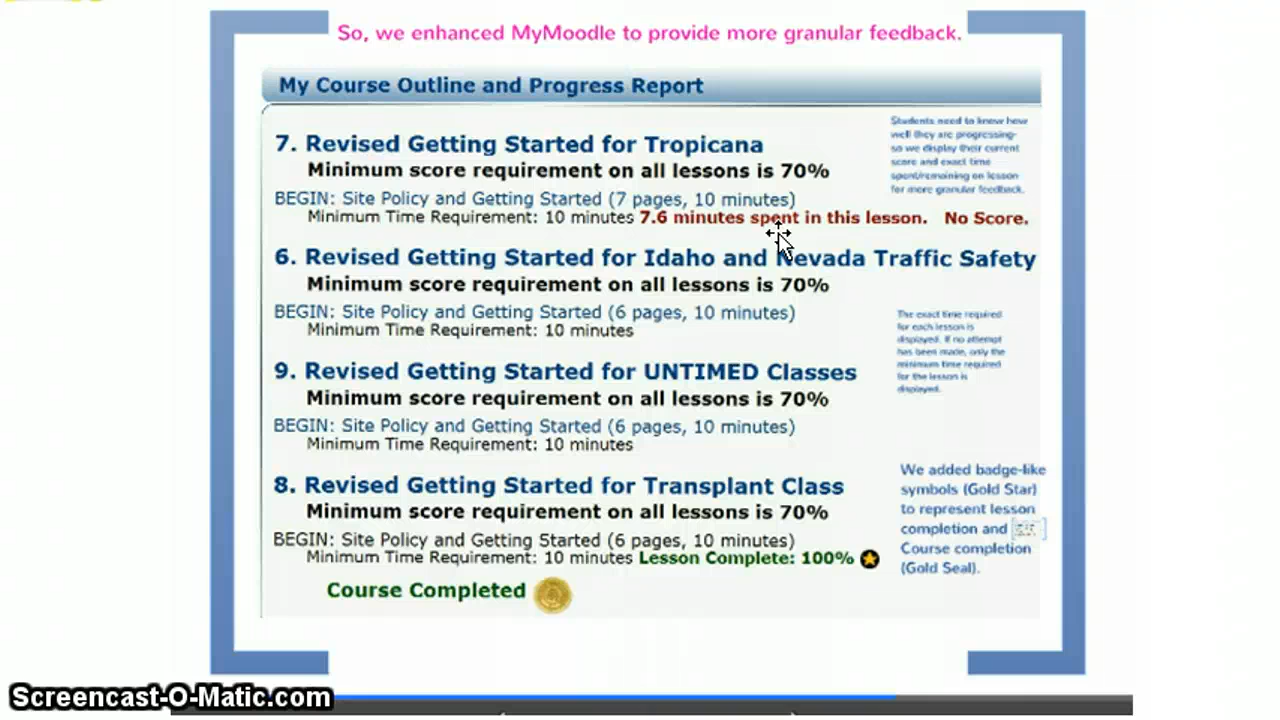 So, we enhanced MyMoodle to provide more granular feedback.
My Course Outline and Progress Report
7. Revised Getting Started for Tropicana
Minimum score requirement on all lessons is 70%
BEGIN: Site Policy and Getting Started (7 pages, 10 minutes)
Minimum Time Requirement: 10 minutes 7.6 minutes spent in this lesson. No Score.
Students need to know how
well they are progressing-
so we display their current
score and exact time
spent/remaining on lesson
for more granular feedback.
6. Revised Getting Started for Idaho and Nevada Traffic Safety
Minimum score requirement on all lessons is 70%
BEGIN: Site Policy and Getting Started (6 pages, 10 minutes)
Minimum Time Requirement: 10 minutes
The exact time required
for each lesson is
displayed. If no attempt
has been made, only the
minimum time required
for the lesson is
displayed.
9. Revised Getting Started for UNTIMED Classes
Minimum score requirement on all lessons is 70%
BEGIN: Site Policy and Getting Started (6 pages, 10 minutes)
Minimum Time Requirement: 10 minutes
8. Revised Getting Started for Transplant Class
Minimum score requirement on all lessons is 70%
BEGIN: Site Policy and Getting Started (6 pages, 10 minutes)
Minimum Time Requirement: 10 minutes Lesson Complete: 100%
Course Completed
We added badge-like
symbols (Gold Star)
to represent lesson
completion and
Course completion
(Gold Seal).
Screencast-O-Matic.com